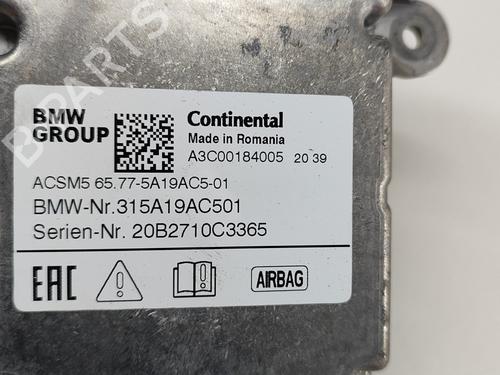 BMW
GROUP
Continental
Made in Romania
A3C00184005 20 39
ACSM5 65.77-5A19AC5-01
BMW-Nr.315A19AC501
Serien-Nr. 20B2710C3365
EAC
AIRBAG
B-PARTS